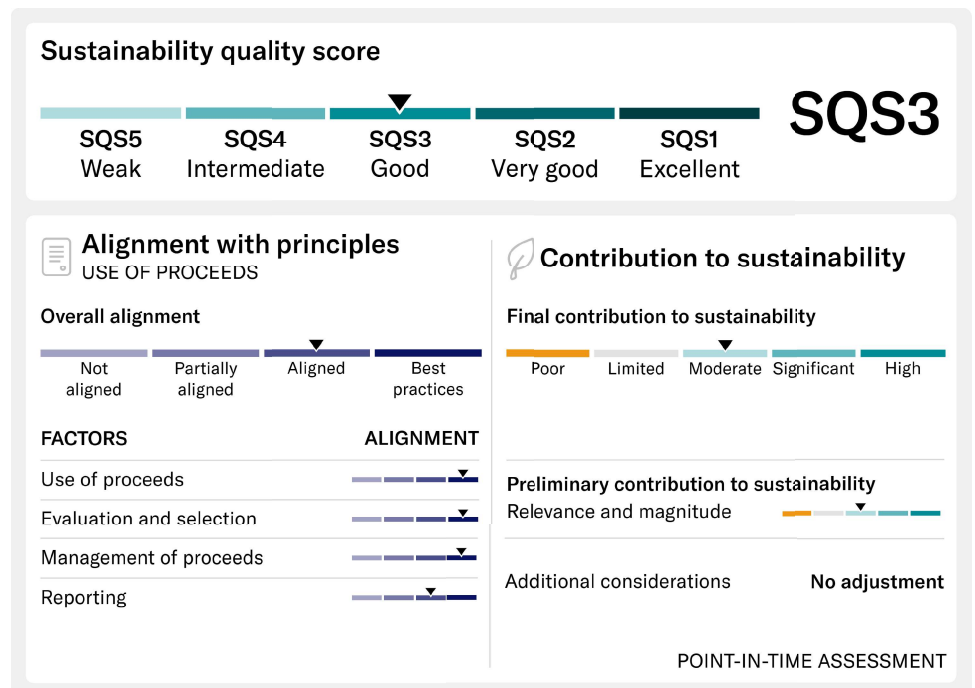 Sustainability quality score
SQS3
SQS5 SQS4 SQS3 SQS2 SQS1
Weak Intermediate Good Very good Excellent
Alignment with principles
USE OF PROCEEDS
Overall alignment
Not aligned
Partially aligned
Aligned
Best practices
FACTORS ALIGNMENT
Use of proceeds
Evaluation and selection
Management of proceeds
Reporting
Contribution to sustainability
Final contribution to sustainability
Poor Limited Moderate Significant High
Preliminary contribution to sustainability
Relevance and magnitude
Additional considerations No adjustment
POINT-IN-TIME ASSESSMENT